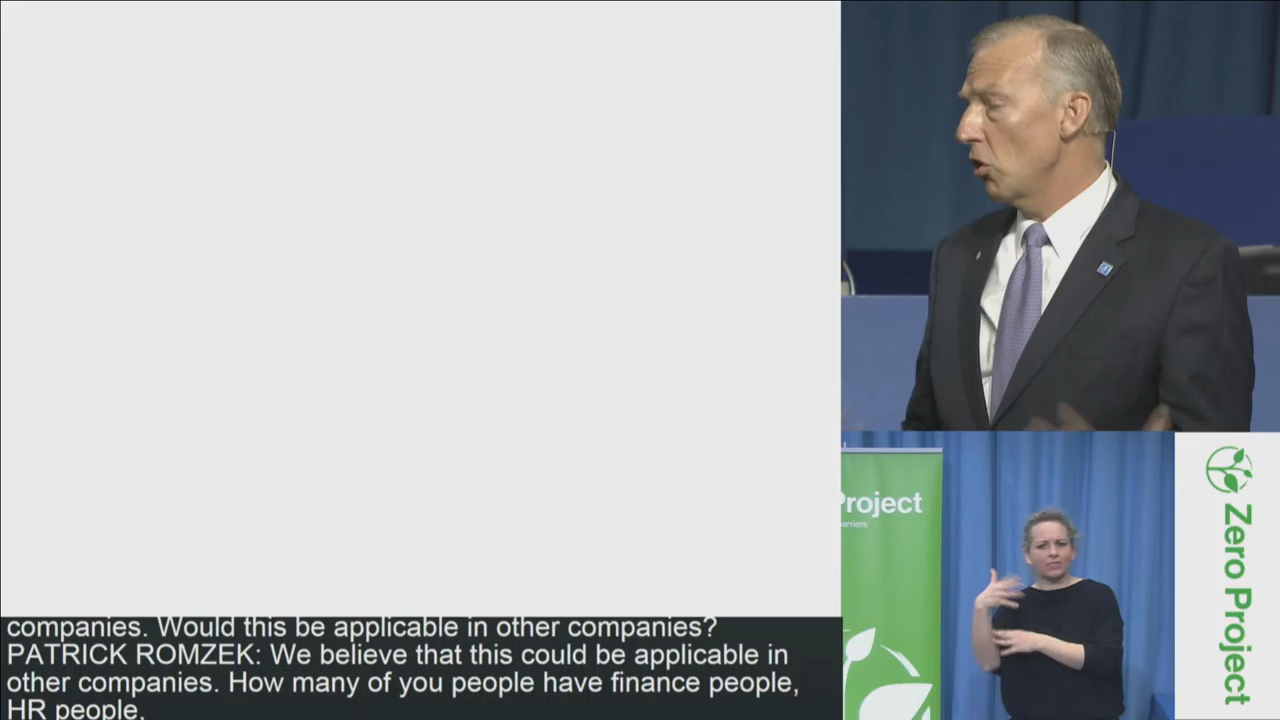 companies. Would this be applicable in other companies?
PATRICK ROMZEK: We believe that this could be applicable in
other companies. How many of you people have finance people,
HR people,
Project
arriers
Zero Project